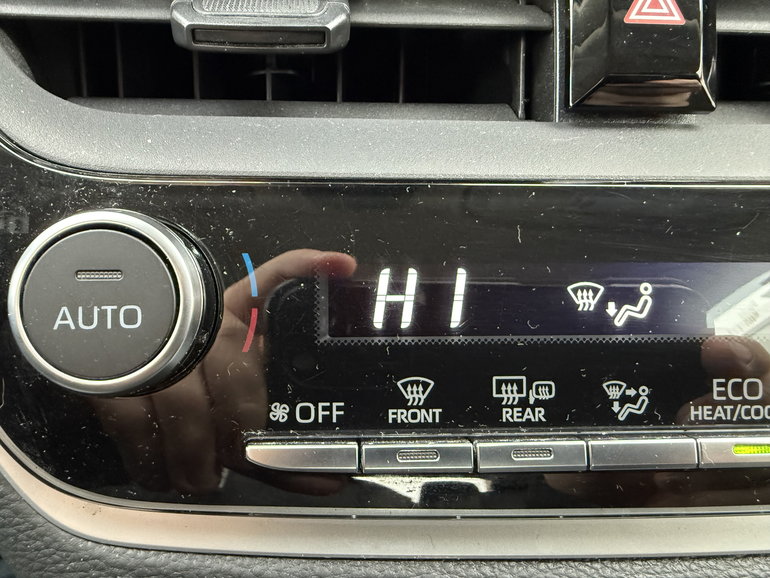 HI
AUTO
OFF
FRONT
REAR
ECO
HEAT/COO